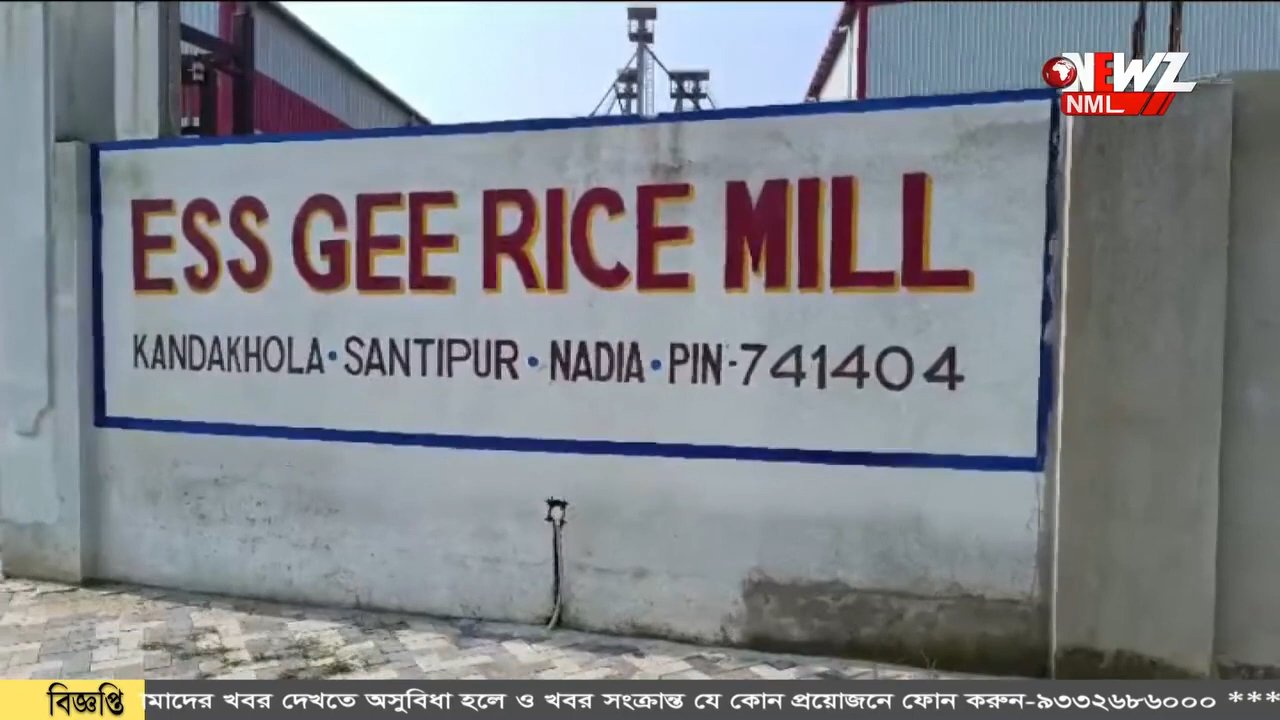 NEWZ
NML
ESS GEE RICE MILL
KANDAKHOLA•SANTIPUR•NADIA•PIN-741404
বিজ্ঞপ্তি
মাদের খবর দেখতে অসুবিধা হলে ও খবর সংক্রান্ত যে কোন প্রয়োজনে ফোন করুন-৯৩৩২৬৮৬০০০ ***